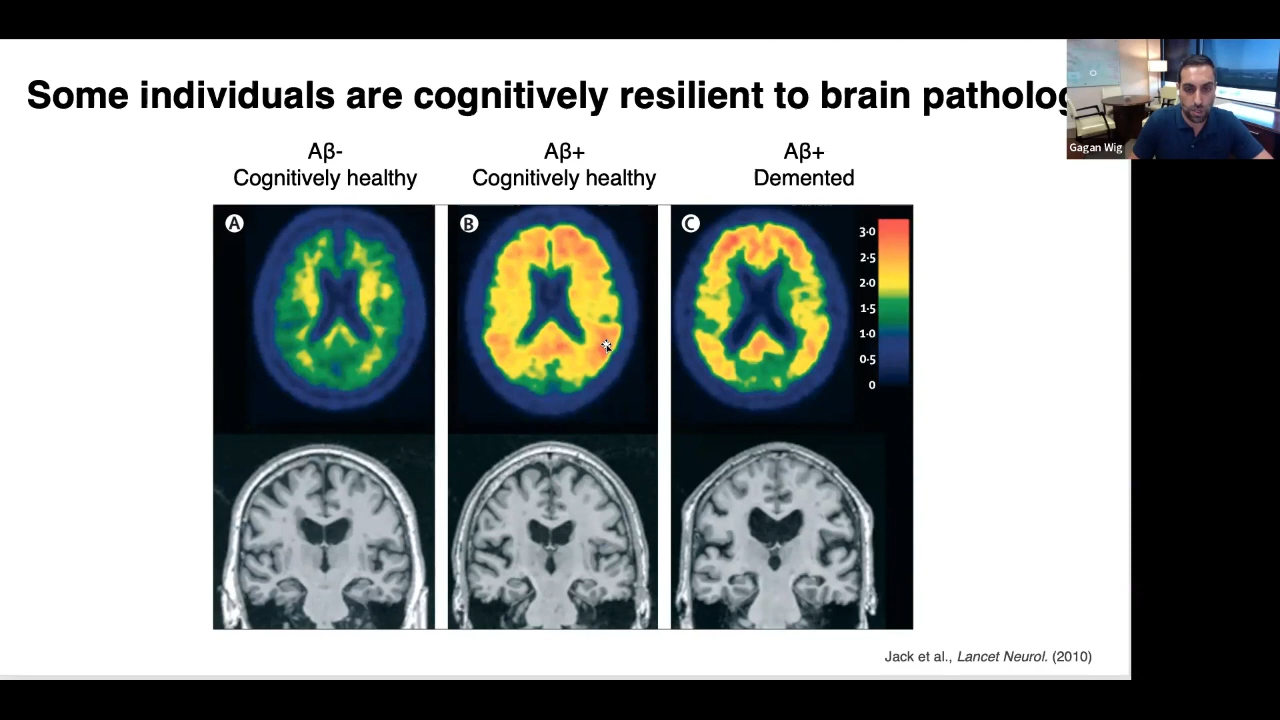 Some individuals are cognitively resilient to brain patholog
Gagan Wig
Aβ-
Cognitively healthy
Aβ+
Cognitively healthy
Aβ+
Demented
A
B
C
3·0
2·5
2·0
1·5
1·0
0·5
0
Jack et al., Lancet Neurol. (2010)